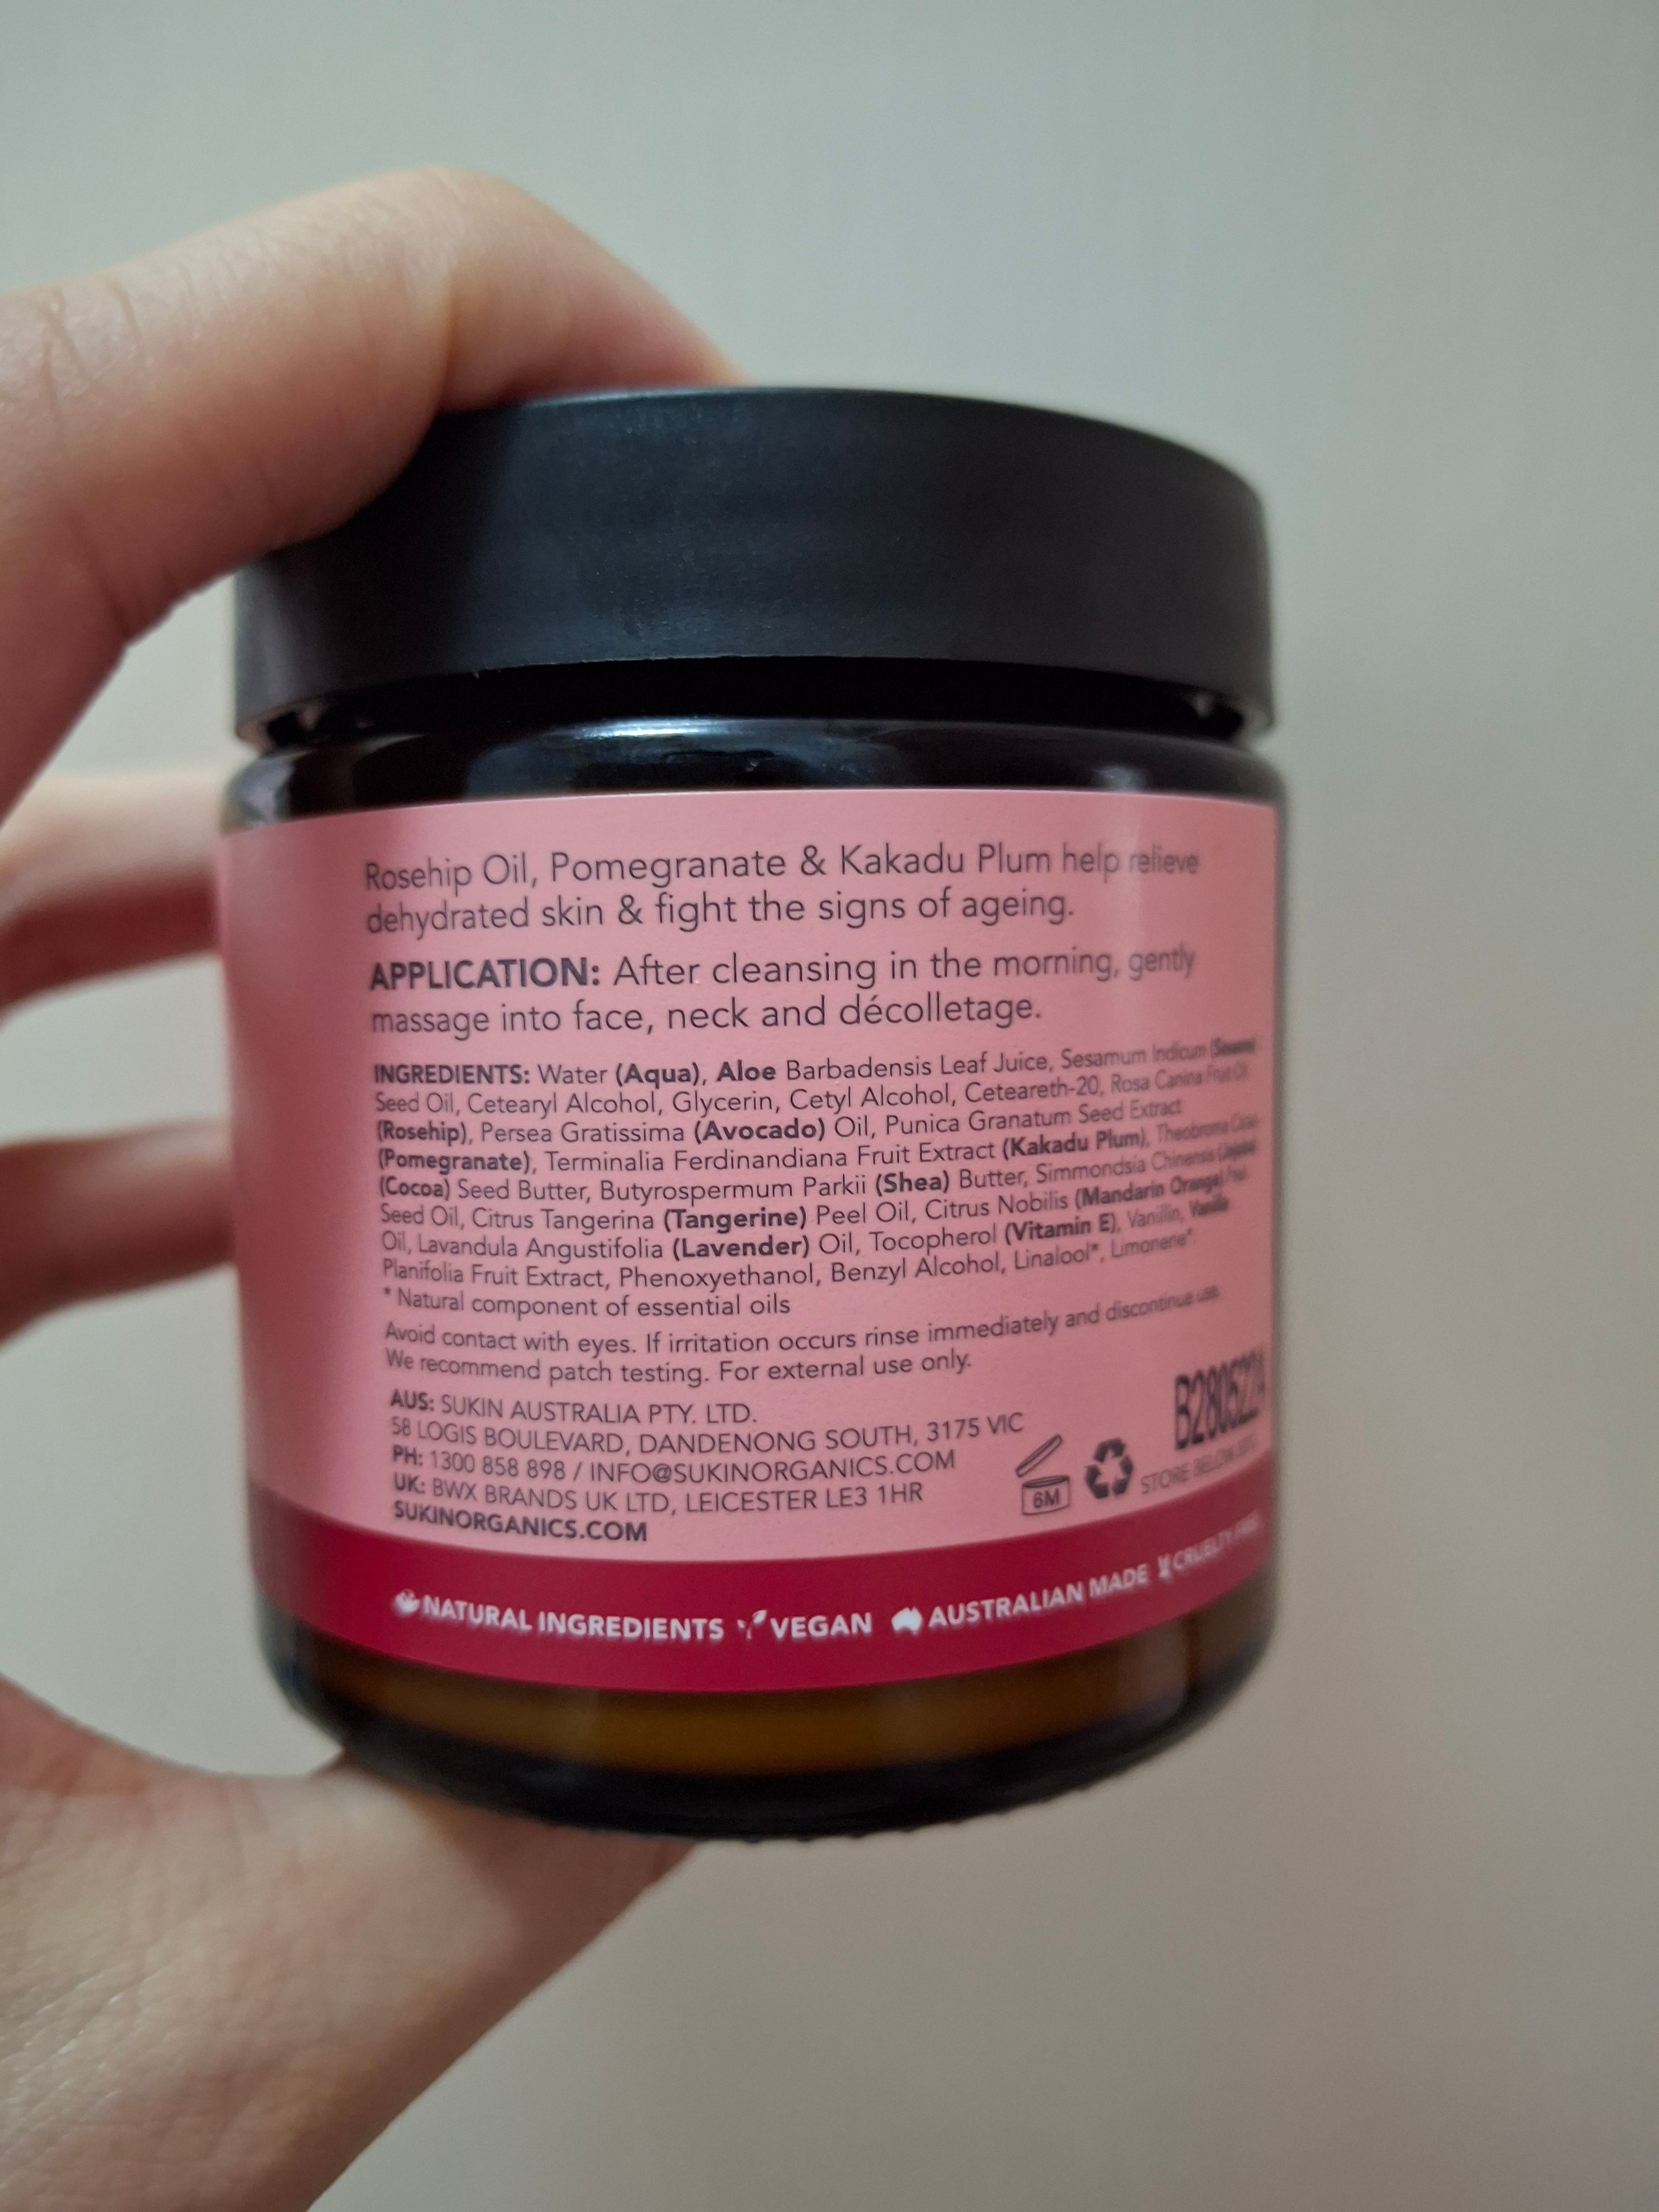 Rosehip Oil, Pomegranate & Kakadu Plum help relieve
dehydrated skin & fight the signs of ageing.
APPLICATION: After cleansing in the morning, gently
massage into face, neck and décolletage.
INGREDIENTS: Water (Aqua), Aloe Barbadensis Leaf Juice, Sesamum Indicum (Sesame)
Seed Oil, Cetearyl Alcohol, Glycerin, Cetyl Alcohol, Ceteareth-20, Rosa Canina Fruit Oil
(Rosehip), Persea Gratissima (Avocado) Oil, Punica Granatum Seed Extract
(Pomegranate), Terminalia Ferdinandiana Fruit Extract (Kakadu Plum), Theobroma Cacao
(Cocoa) Seed Butter, Butyrospermum Parkii (Shea) Butter, Simmondsia Chinensis (Jojoba)
Seed Oil, Citrus Tangerina (Tangerine) Peel Oil, Citrus Nobilis (Mandarin Orange) Peel
Oil, Lavandula Angustifolia (Lavender) Oil, Tocopherol (Vitamin E), Vanillin, Vanilla
Planifolia Fruit Extract, Phenoxyethanol, Benzyl Alcohol, Linalool*, Limonene*.
* Natural component of essential oils
Avoid contact with eyes. If irritation occurs rinse immediately and discontinue use.
We recommend patch testing. For external use only.
AUS: SUKIN AUSTRALIA PTY. LTD.
58 LOGIS BOULEVARD, DANDENONG SOUTH, 3175 VIC
PH: 1300 858 898 / INFO@SUKINORGANICS.COM
UK: BWX BRANDS UK LTD, LEICESTER LE3 1HR
SUKINORGANICS.COM
6M
STORE BELOW
NATURAL INGREDIENTS VEGAN AUSTRALIAN MADE CRUELTY FREE